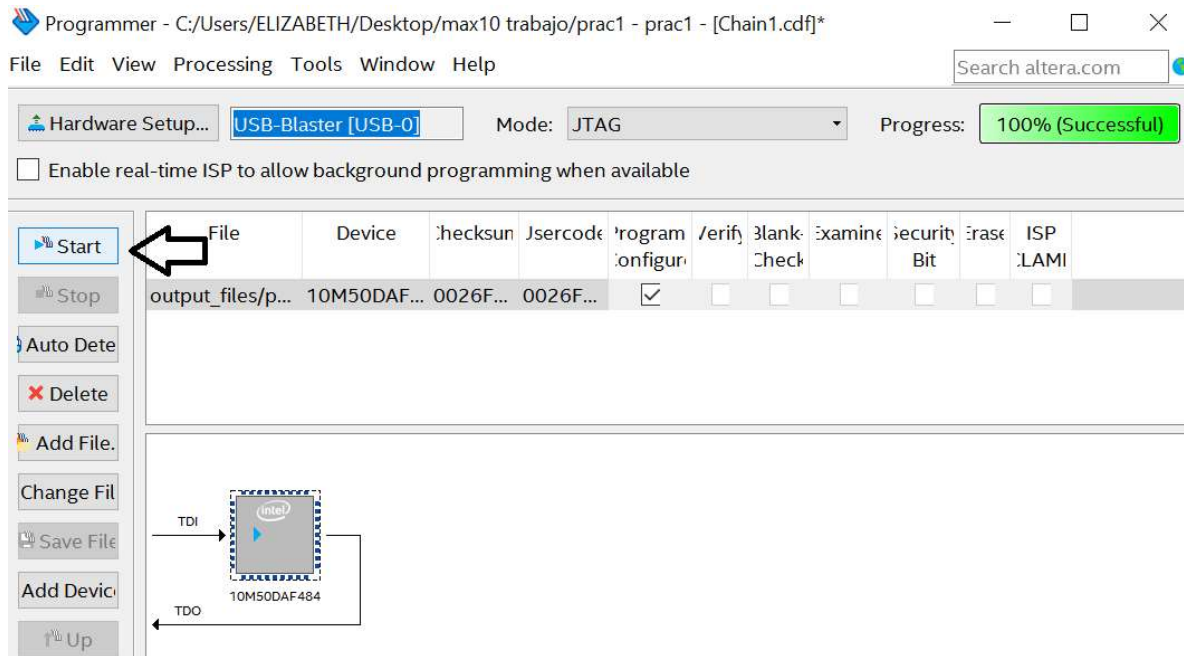 Programmer - C:/Users/ELIZABETH/Desktop/max10 trabajo/prac1 - prac1 - [Chain1.cdf]*
File Edit View Processing Tools Window Help
Search altera.com
Hardware Setup... USB-Blaster [USB-0] Mode: JTAG Progress: 100% (Successful)
Enable real-time ISP to allow background programming when available
Start
Stop
Auto Dete
Delete
Add File.
Change Fil
Save File
Add Devic
Up
File Device Checksun Usercode Program Verify Blank- Examine Security Erase ISP
Configur Check Bit CLAMI
output_files/p... 10M50DAF... 0026F... 0026F...
TDI
intel
10M50DAF484
TDO